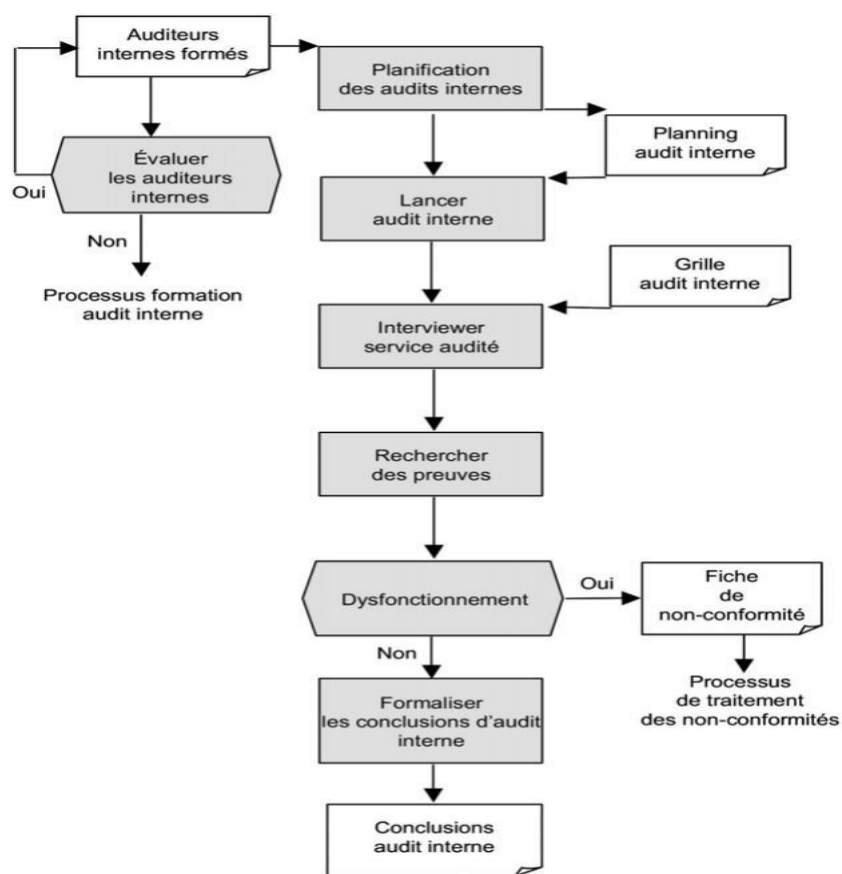 Auditeurs
internes formés
Planification
des audits internes
Planning
audit interne
Évaluer
les auditeurs
internes
Oui
Non
Processus formation
audit interne
Lancer
audit interne
Grille
audit interne
Interviewer
service audité
Rechercher
des preuves
Dysfonctionnement
Oui
Fiche
de
non-conformité
Non
Processus
de traitement
des non-conformités
Formaliser
les conclusions d'audit
interne
Conclusions
audit interne